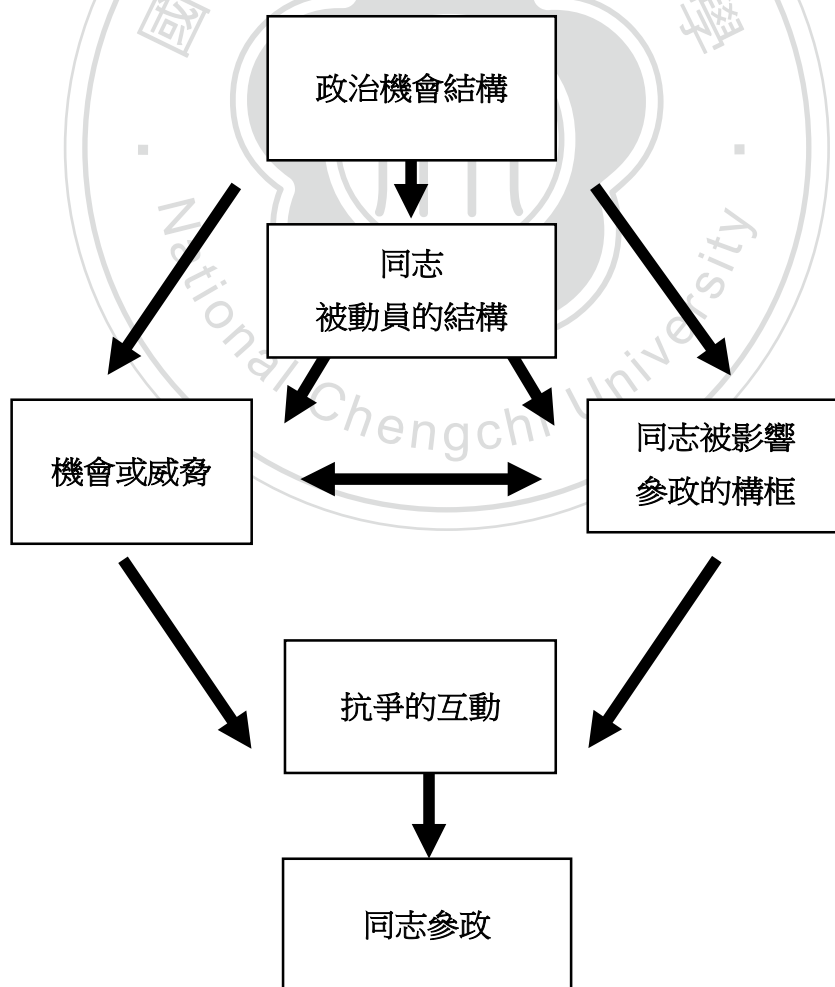 國
學
政治機會結構
同志
被動員的結構
機會或威脅
同志被影響
參政的構框
抗爭的互動
同志參政
National Chengchi University